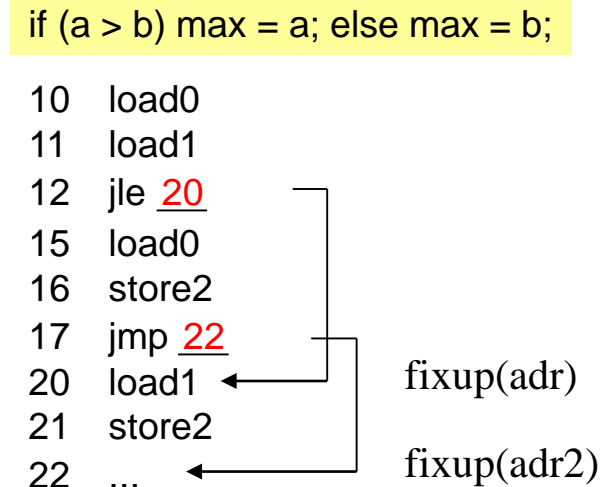 if (a > b) max = a; else max = b;
10 load0
11 load1
12 jle 20
15 load0
16 store2
17 jmp 22
20 load1 fixup(adr)
21 store2
22 ... fixup(adr2)